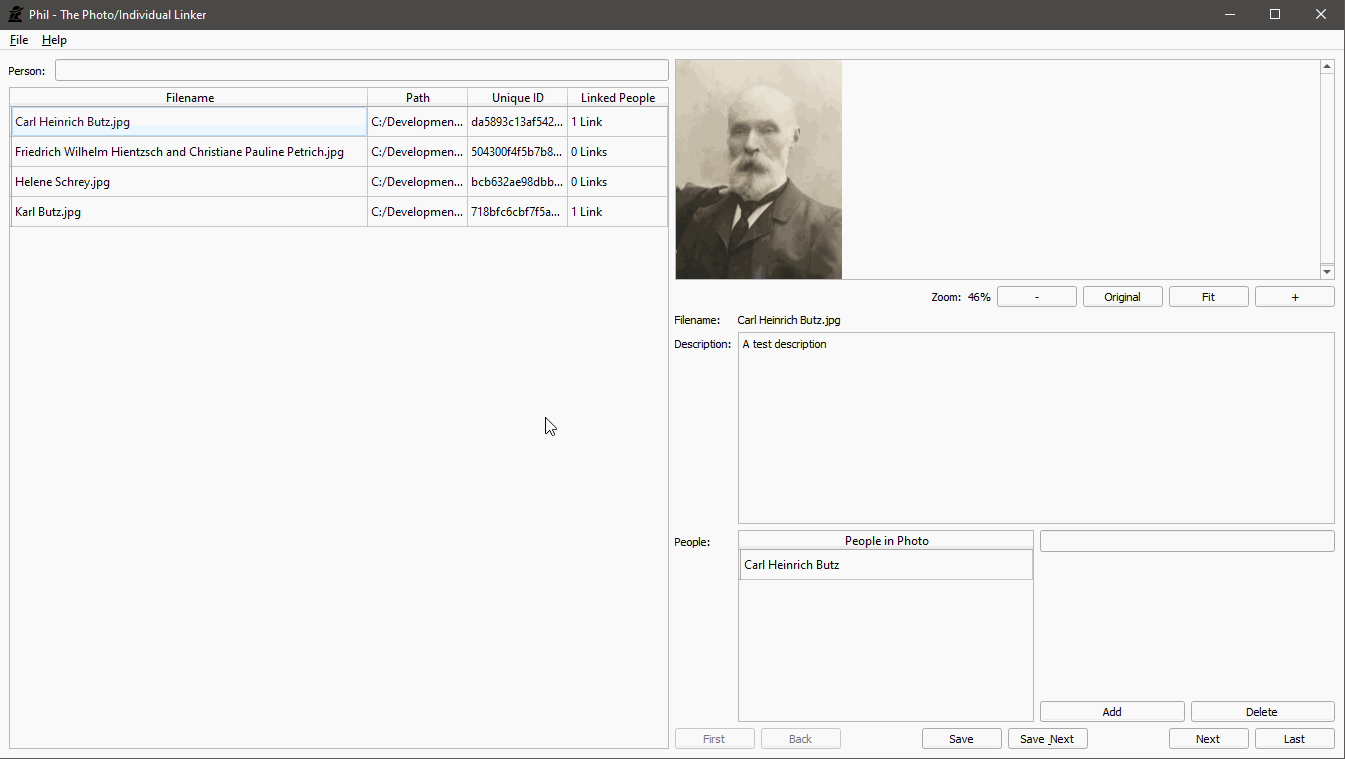 Phil - The Photo/Individual Linker
File Help
Person:
Filename Path Unique ID Linked People
Carl Heinrich Butz.jpg C:/Developmen... da5893c13af542... 1 Link
Friedrich Wilhelm Hientzsch and Christiane Pauline Petrich.jpg C:/Developmen... 504300f4f5b7b8... 0 Links
Helene Schrey.jpg C:/Developmen... bcb632ae98dbb... 0 Links
Karl Butz.jpg C:/Developmen... 718bfc6cbf7f5a... 1 Link
Zoom: 46% - Original Fit +
Filename: Carl Heinrich Butz.jpg
Description: A test description
People: People in Photo
Carl Heinrich Butz
Add Delete
First Back Save Save_Next Next Last